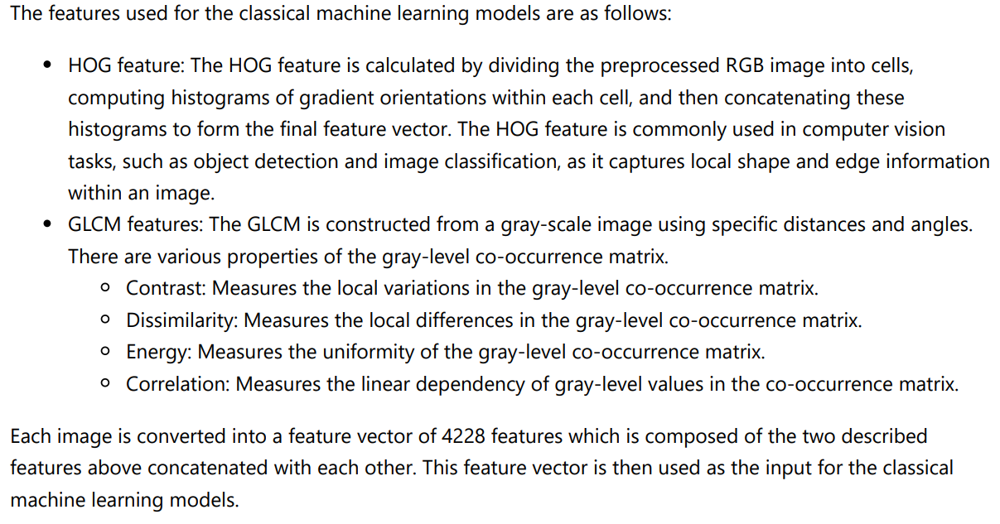 The features used for the classical machine learning models are as follows:
• HOG feature: The HOG feature is calculated by dividing the preprocessed RGB image into cells,
computing histograms of gradient orientations within each cell, and then concatenating these
histograms to form the final feature vector. The HOG feature is commonly used in computer vision
tasks, such as object detection and image classification, as it captures local shape and edge information
within an image.
• GLCM features: The GLCM is constructed from a gray-scale image using specific distances and angles.
There are various properties of the gray-level co-occurrence matrix.
◦ Contrast: Measures the local variations in the gray-level co-occurrence matrix.
◦ Dissimilarity: Measures the local differences in the gray-level co-occurrence matrix.
◦ Energy: Measures the uniformity of the gray-level co-occurrence matrix.
◦ Correlation: Measures the linear dependency of gray-level values in the co-occurrence matrix.
Each image is converted into a feature vector of 4228 features which is composed of the two described
features above concatenated with each other. This feature vector is then used as the input for the classical
machine learning models.